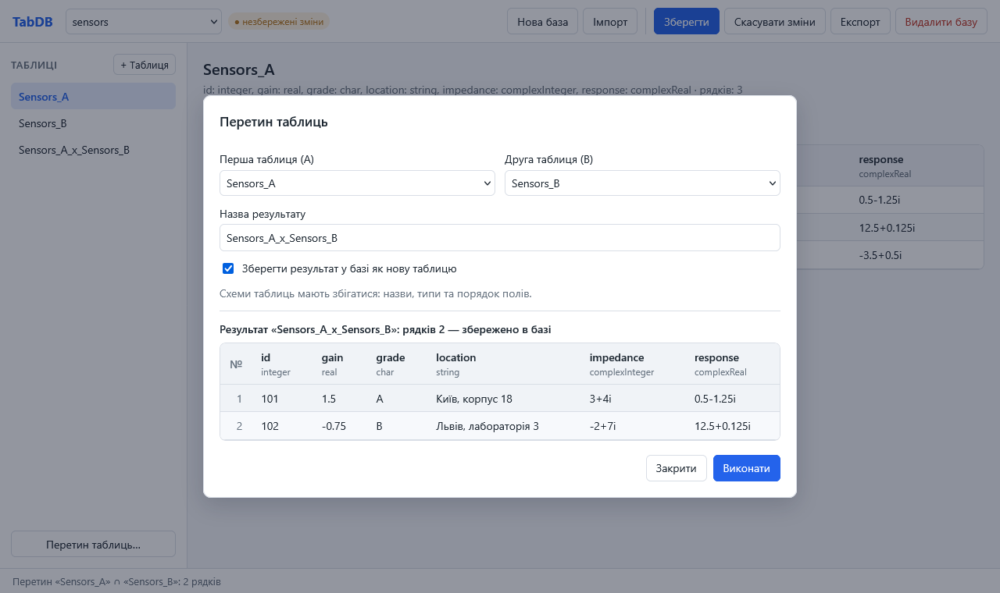 TabDB
sensors
● незбережені зміни
Нова база
Імпорт
Зберегти
Скасувати зміни
Експорт
Видалити базу
ТАБЛИЦІ
+ Таблиця
Sensors_A
Sensors_B
Sensors_A_x_Sensors_B
Перетин таблиць...
Sensors_A
id: integer, gain: real, grade: char, location: string, impedance: complexInteger, response: complexReal · рядків: 3
response
complexReal
0.5-1.25i
12.5+0.125i
-3.5+0.5i
Перетин таблиць
Перша таблиця (A)
Друга таблиця (B)
Sensors_A
Sensors_B
Назва результату
Sensors_A_x_Sensors_B
Зберегти результат у базі як нову таблицю
Схеми таблиць мають збігатися: назви, типи та порядок полів.
Результат «Sensors_A_x_Sensors_B»: рядків 2 — збережено в базі
№ id gain grade location impedance response
integer real char string complexInteger complexReal
1 101 1.5 A Київ, корпус 18 3+4i 0.5-1.25i
2 102 -0.75 B Львів, лабораторія 3 -2+7i 12.5+0.125i
Закрити
Виконати
Перетин «Sensors_A» ∩ «Sensors_B»: 2 рядків